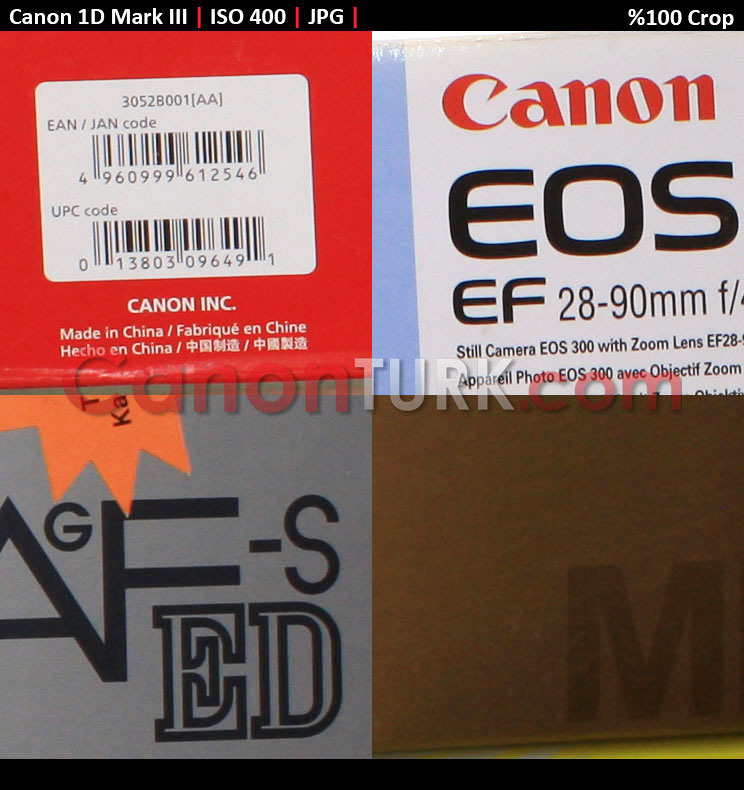 Canon 1D Mark III | ISO 400 | JPG |
%100 Crop
3052B001[AA]
EAN / JAN code
4 960999 612546
UPC code
0 13803 09649 1
CANON INC.
Made in China / Fabriqué en Chine
Hecho en China / 中国制造 / 中國製造
Canon
EOS
EF 28-90mm f/4
Still Camera EOS 300 with Zoom Lens EF28-
Appareil Photo EOS 300 avec Objectif Zoom
CanonTURK.com
AF-S
G
ED